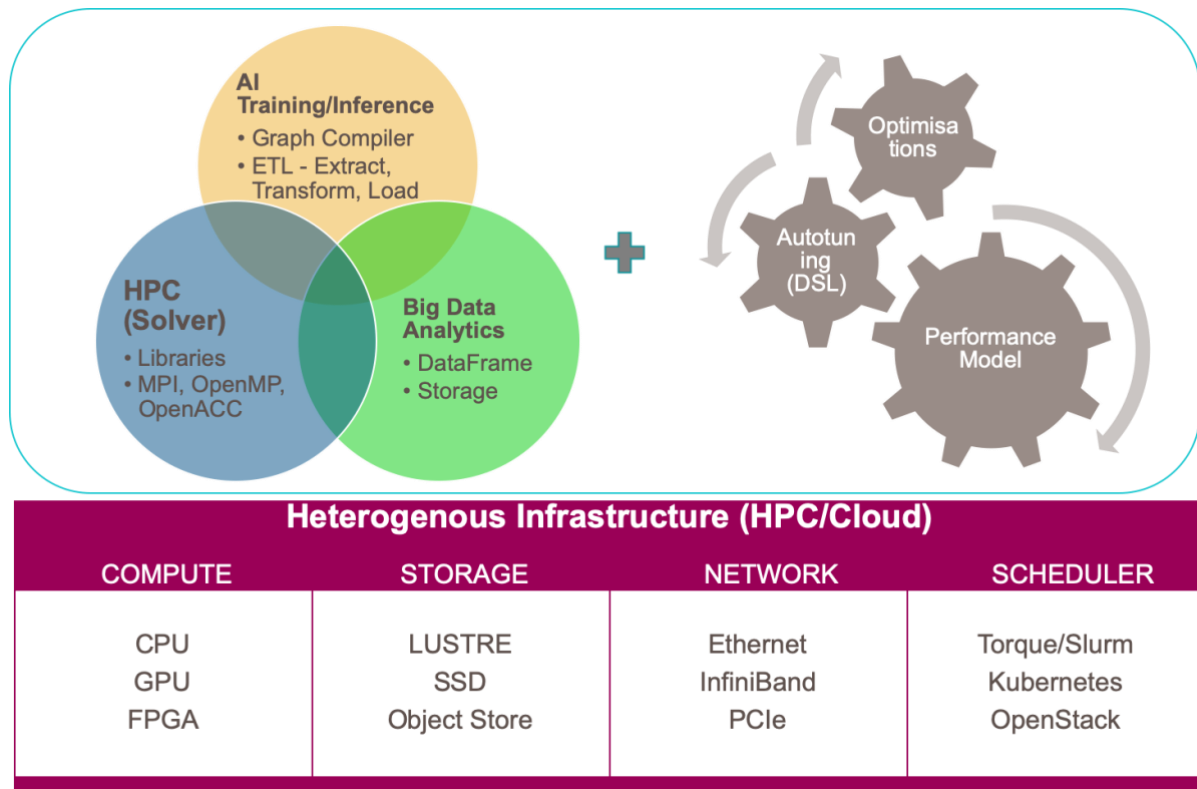 AI
Training/Inference
• Graph Compiler
• ETL - Extract,
Transform, Load
HPC
(Solver)
• Libraries
• MPI, OpenMP,
OpenACC
Big Data
Analytics
• DataFrame
• Storage
Optimisa
tions
Autotun
ing
(DSL)
Performance
Model
Heterogenous Infrastructure (HPC/Cloud)
COMPUTE STORAGE NETWORK SCHEDULER
CPU LUSTRE Ethernet Torque/Slurm
GPU SSD InfiniBand Kubernetes
FPGA Object Store PCIe OpenStack